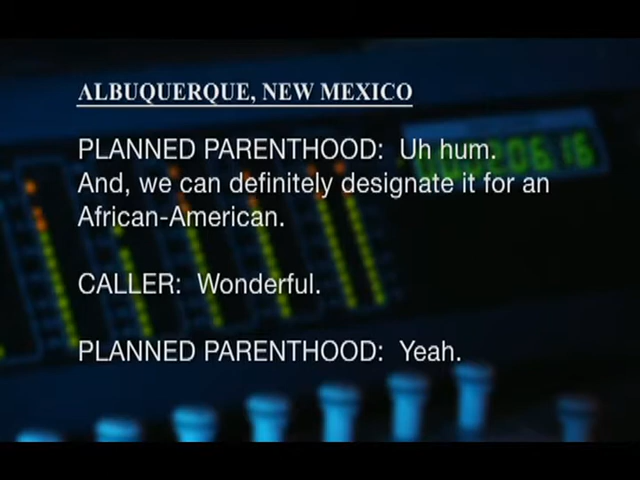 ALBUQUERQUE, NEW MEXICO
PLANNED PARENTHOOD: Uh hum.
And, we can definitely designate it for an
African-American.
CALLER: Wonderful.
PLANNED PARENTHOOD: Yeah.